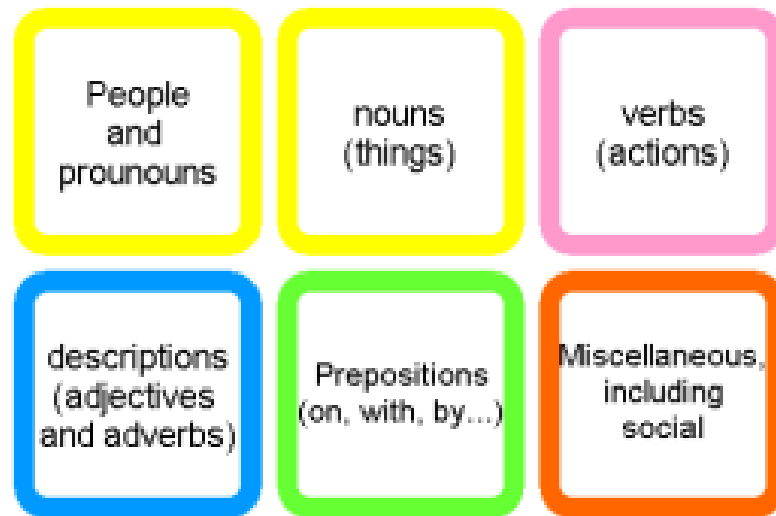 People
and
prounouns
nouns
(things)
verbs
(actions)
descriptions
(adjectives
and adverbs)
Prepositions
(on, with, by...)
Miscellaneous,
including
social